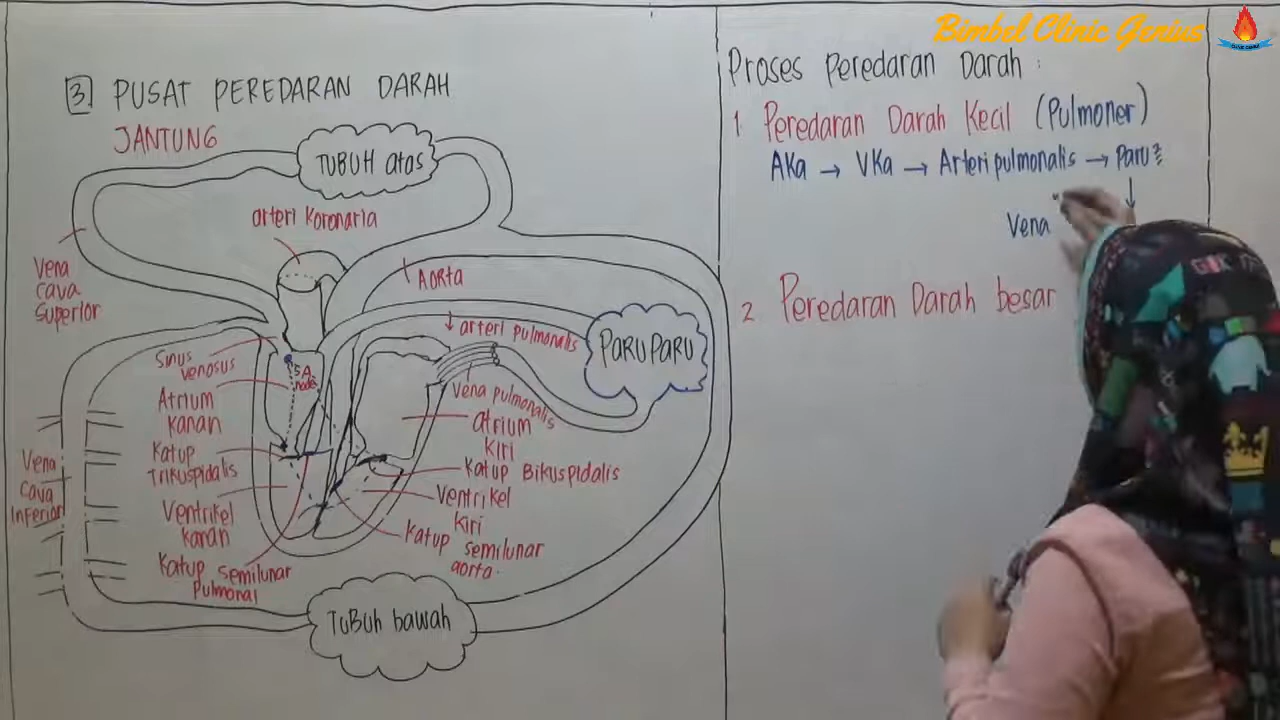 Bimbel Clinic Genius
CLINIC GENIUS
3. PUSAT PEREDARAN DARAH
JANTUNG
TUBUH atas
arteri Koronaria
Vena
Cava
Superior
AORTA
arteri pulmonalis
PARU PARU
Sinus
venosus
SA
node
Vena pulmonalis
Atrium
kanan
atrium
kiri
Katup
Trikuspidalis
Katup Bikuspidalis
Vena
Cava
Inferior
Ventrikel
kanan
Ventrikel
kiri
Katup semilunar
aorta.
Katup semilunar
Pulmonal
TUBUH bawah
Proses Peredaran Darah :
1 Peredaran Darah Kecil (Pulmoner)
AKa → VKa → Arteri pulmonalis → Paru²
↓
Vena
2 Peredaran Darah besar